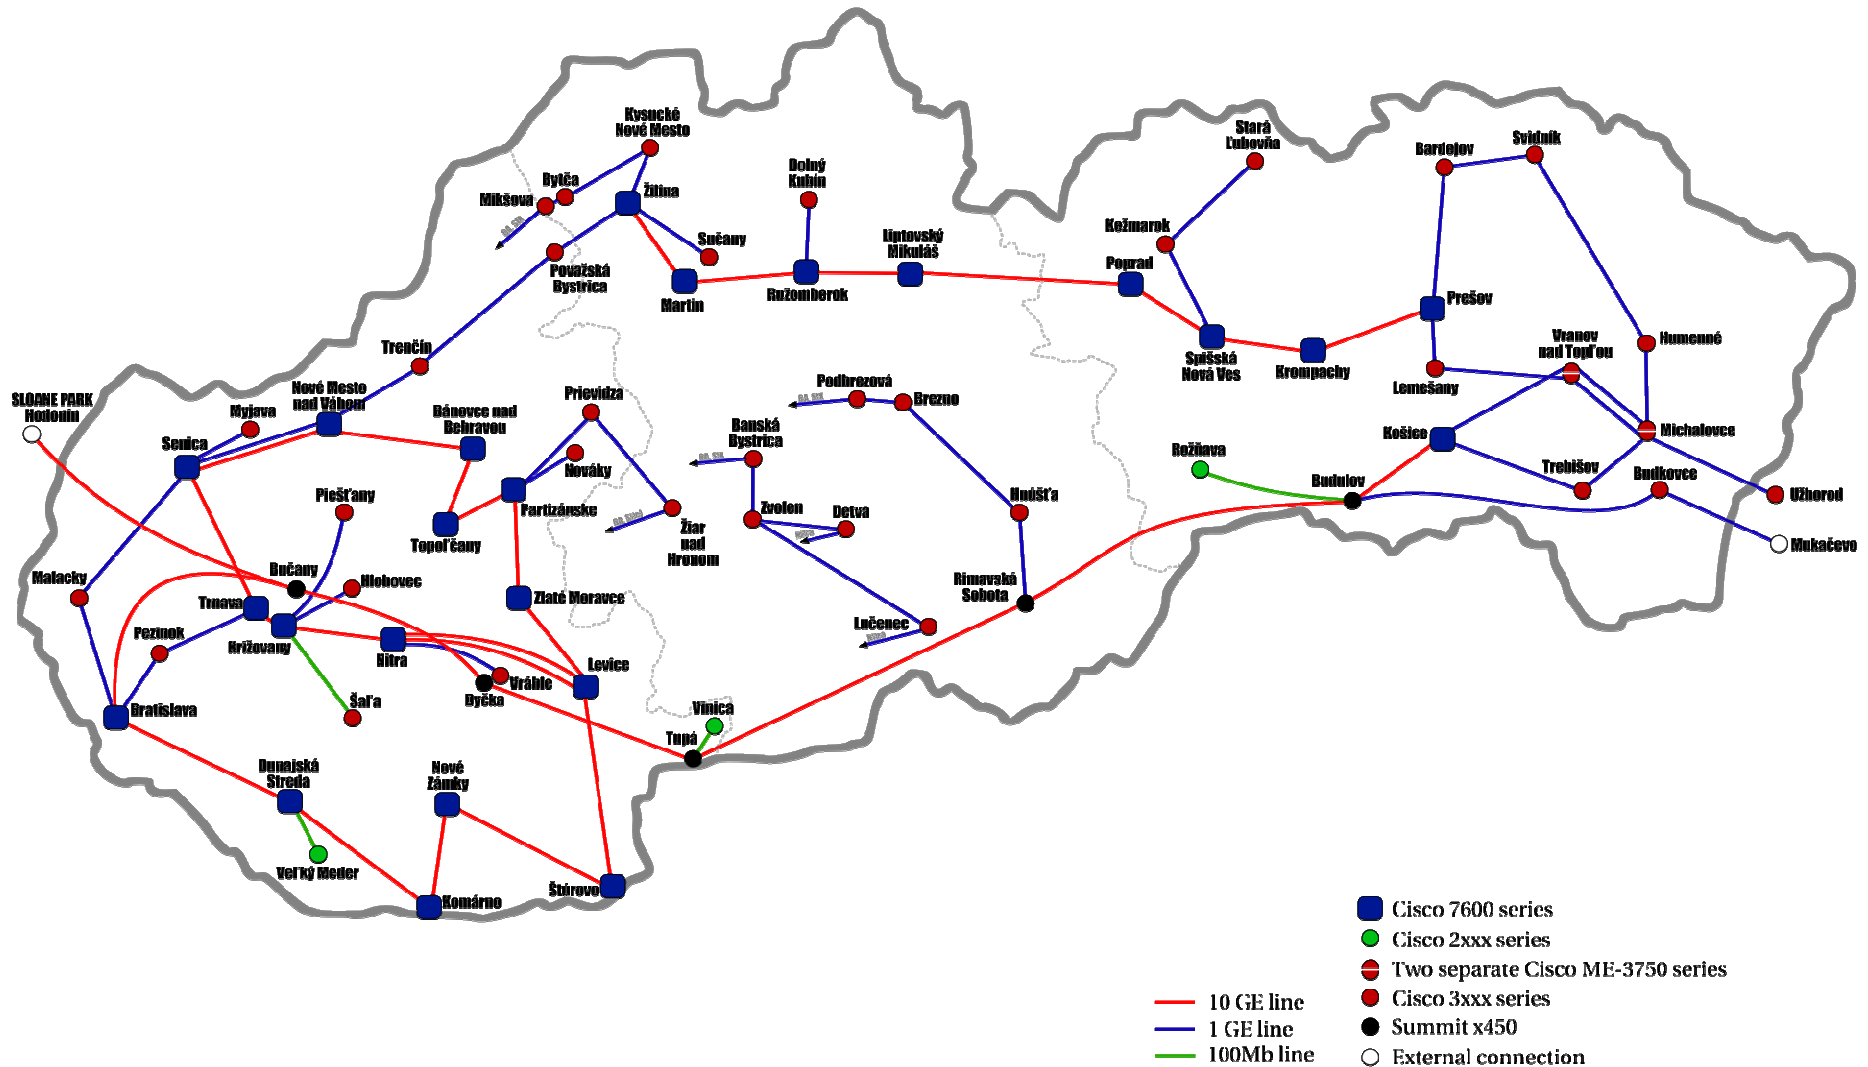 Kysucké
Nové Mesto
Bytča
Mikšová
Žilina
Dolný
Kubín
Sučany
Považská
Bystrica
Martin
Ružomberok
Liptovský
Mikuláš
Stará
Ľubovňa
Kežmarok
Poprad
Spišská
Nová Ves
Krompachy
Bardejov
Svidník
Prešov
Lemešany
Vranov
nad Topľou
Humenné
Michalovce
Košice
Trebišov
Budkovce
Užhorod
Mukačevo
Rožňava
Budulov
SLOANE PARK
Hodonín
Trenčín
Nové Mesto
nad Váhom
Myjava
Senica
Bánovce nad
Bebravou
Prievidza
Nováky
Partizánske
Topoľčany
Piešťany
Podbrezová
Brezno
Banská
Bystrica
Zvolen
Detva
Žiar
nad
Hronom
Hnúšťa
Rimavská
Sobota
Lučenec
Malacky
Bučany
Hlohovec
Trnava
Pezinok
Križovany
Nitra
Zlaté Moravce
Levice
Vráble
Dyčka
Šaľa
Bratislava
Vinica
Tupá
Dunajská
Streda
Nové
Zámky
Veľký Meder
Komárno
Štúrovo
Cisco 7600 series
Cisco 2xxx series
Two separate Cisco ME-3750 series
Cisco 3xxx series
Summit x450
External connection
10 GE line
1 GE line
100Mb line